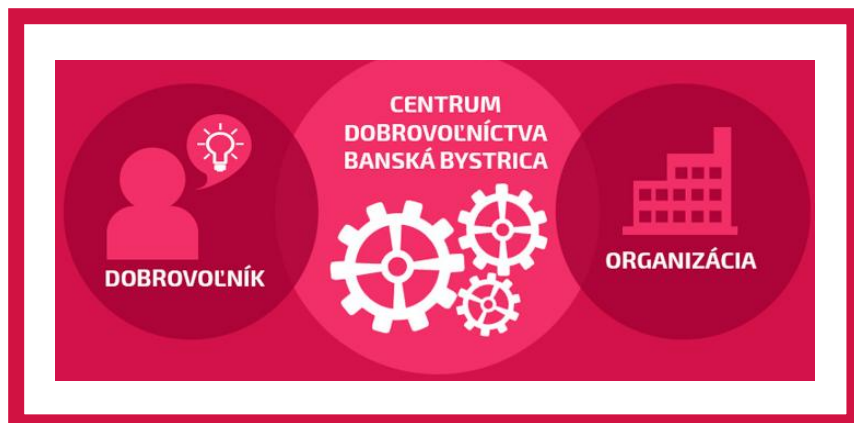 CENTRUM
DOBROVOĽNÍCTVA
BANSKÁ BYSTRICA
DOBROVOĽNÍK
ORGANIZÁCIA